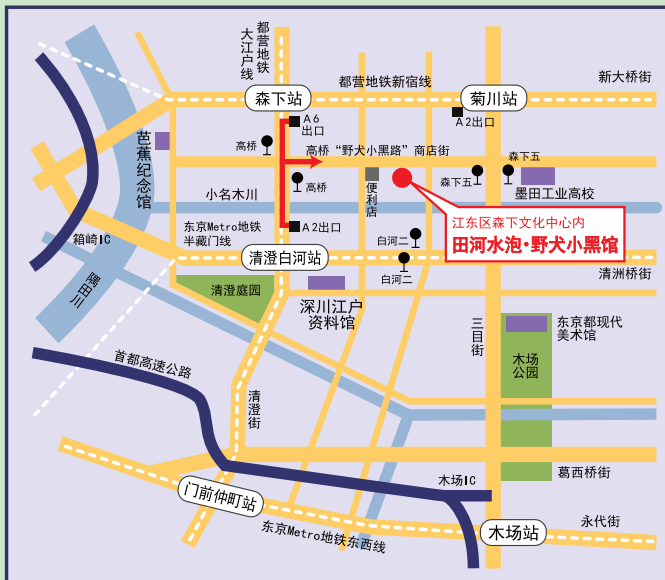 都营地铁
大江户线
都营地铁新宿线
新大桥街
森下站
菊川站
A6
出口
A2出口
芭蕉纪念馆
高桥
高桥“野犬小黑路”商店街
森下五
森下五
高桥
便利店
墨田工业高校
小名木川
江东区森下文化中心内
田河水泡·野犬小黑馆
东京Metro地铁
半藏门线
A2出口
白河二
箱崎IC
清澄白河站
白河二
清洲桥街
隅田川
清澄庭园
深川江户
资料馆
三目街
东京都现代
美术馆
首都高速公路
木场
公园
清澄街
葛西桥街
木场IC
门前仲町站
东京Metro地铁东西线
木场站
永代街